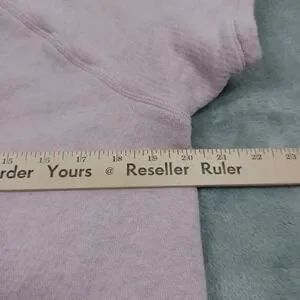 15 16 17 18 19 20 21 22 23
rder Yours @ Reseller Ruler